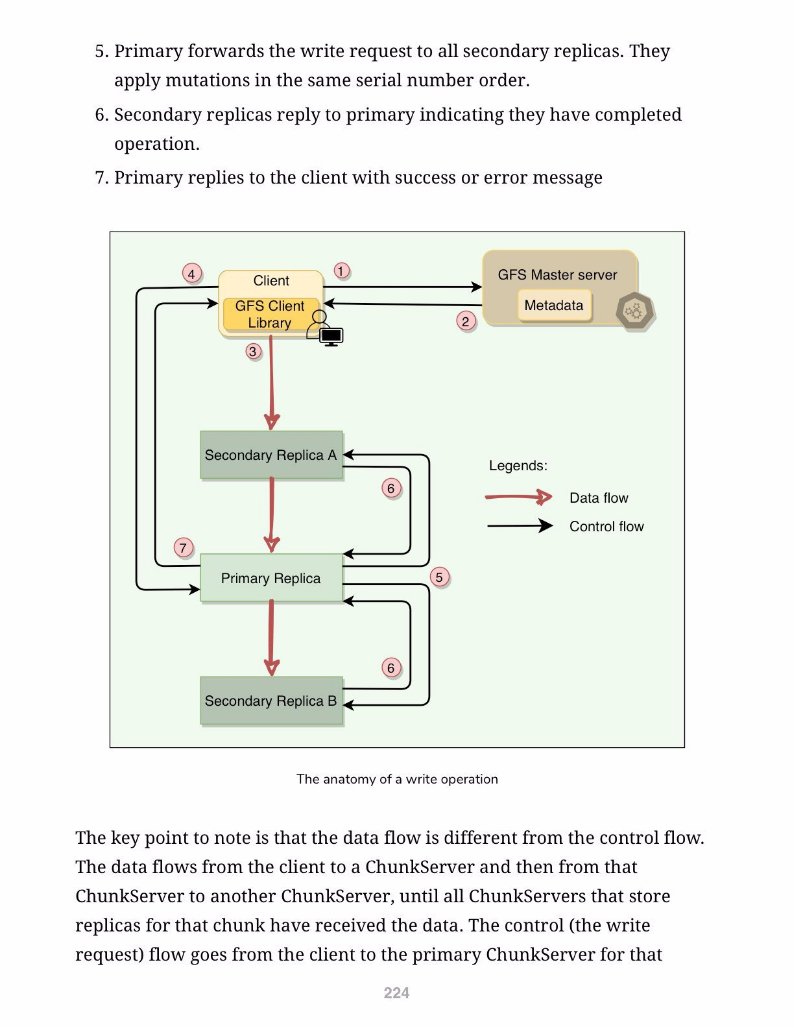 5. Primary forwards the write request to all secondary replicas. They
apply mutations in the same serial number order.
6. Secondary replicas reply to primary indicating they have completed
operation.
7. Primary replies to the client with success or error message
4
Client
1
GFS Master server
GFS Client
Library
Metadata
2
3
Secondary Replica A
6
Legends:
Data flow
Control flow
7
Primary Replica
5
6
Secondary Replica B
The anatomy of a write operation
The key point to note is that the data flow is different from the control flow.
The data flows from the client to a ChunkServer and then from that
ChunkServer to another ChunkServer, until all ChunkServers that store
replicas for that chunk have received the data. The control (the write
request) flow goes from the client to the primary ChunkServer for that
224